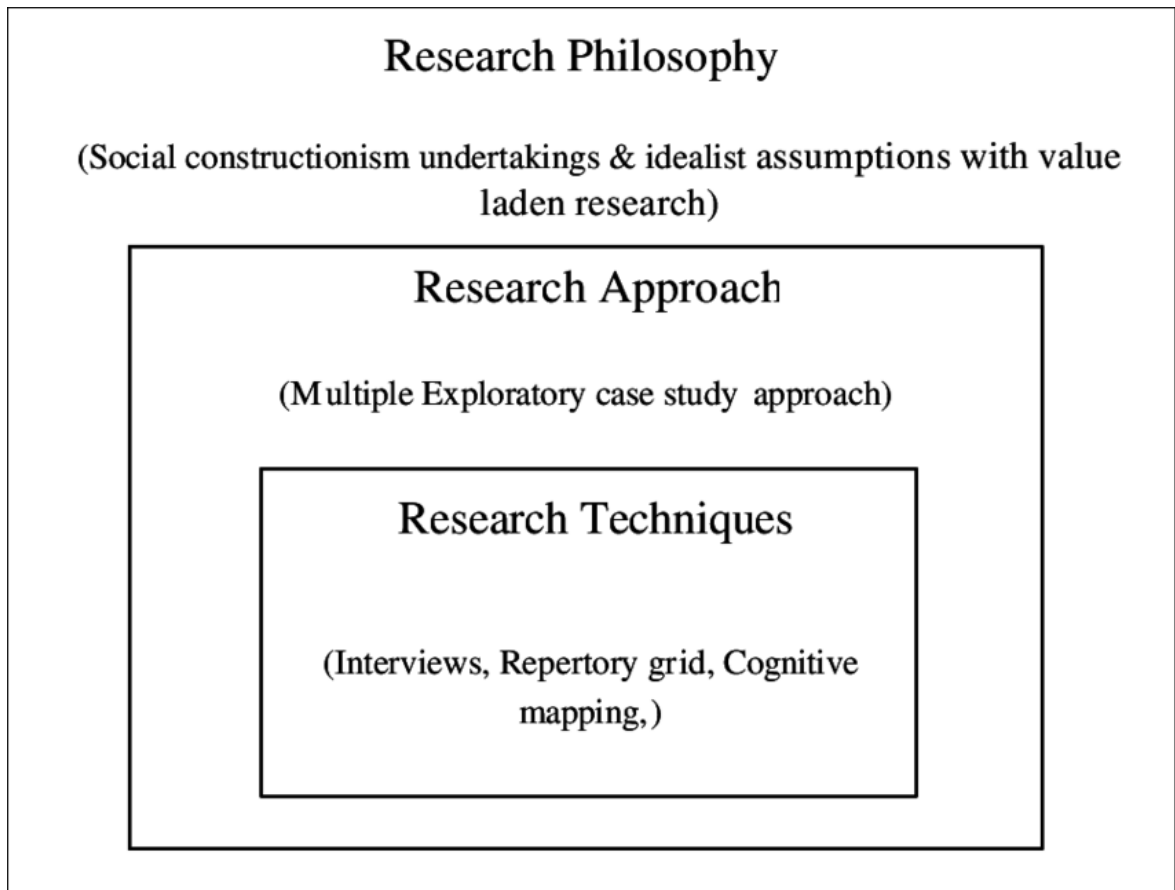 Research Philosophy
(Social constructionism undertakings & idealist assumptions with value
laden research)
Research Approach
(Multiple Exploratory case study approach)
Research Techniques
(Interviews, Repertory grid, Cognitive
mapping,)